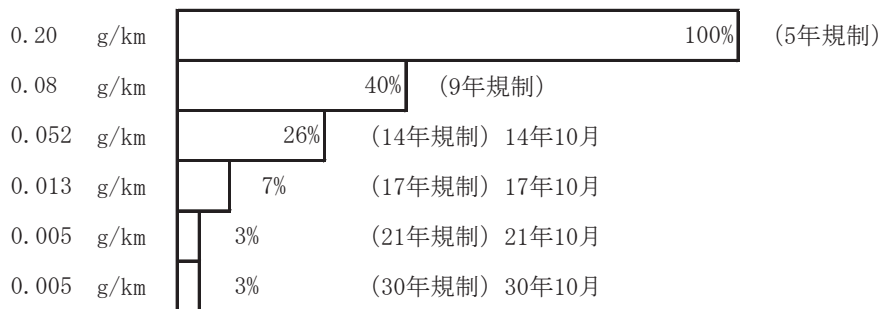 0.20 g/km 100% （5年規制）
0.08 g/km 40% （9年規制）
0.052 g/km 26% （14年規制）14年10月
0.013 g/km 7% （17年規制）17年10月
0.005 g/km 3% （21年規制）21年10月
0.005 g/km 3% （30年規制）30年10月